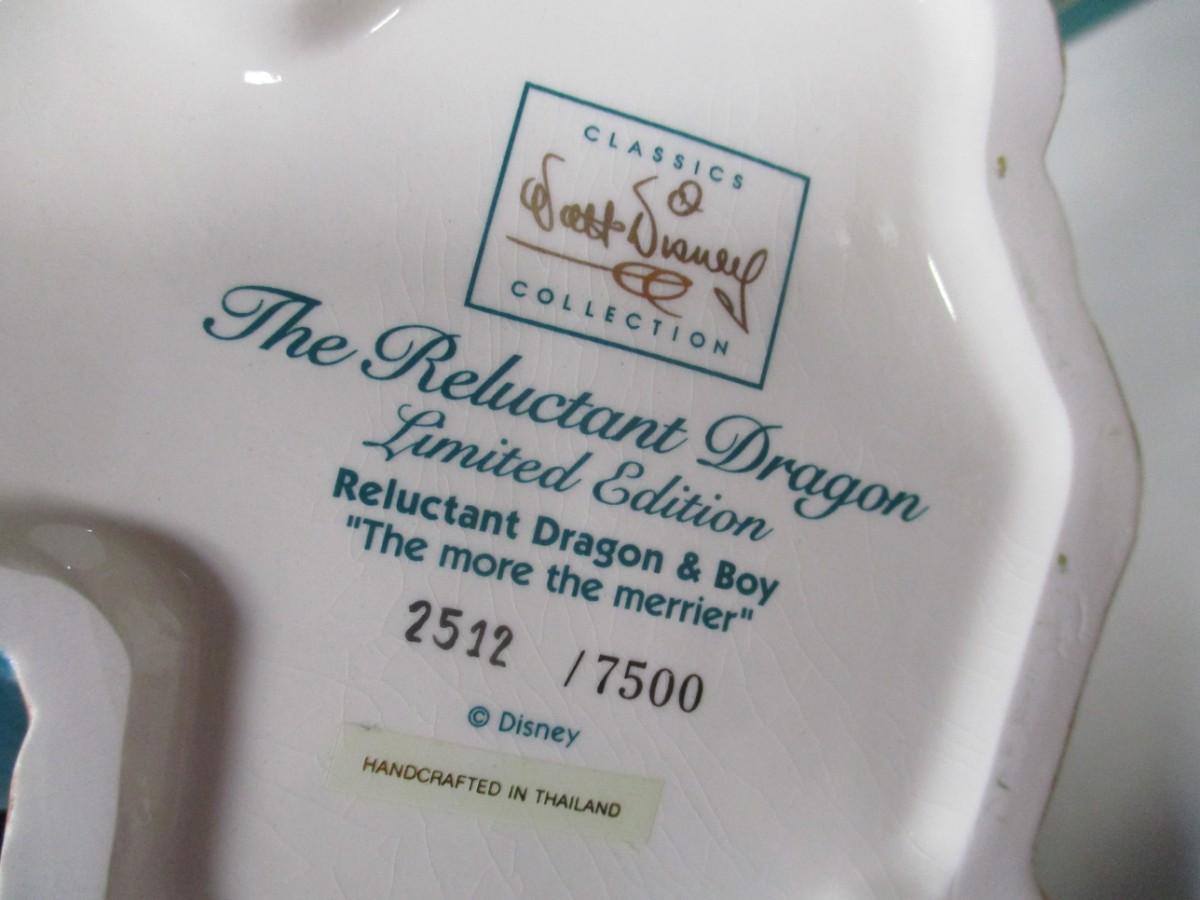 CLASSICS
Walt Disney
COLLECTION
The Reluctant Dragon
Limited Edition
Reluctant Dragon & Boy
"The more the merrier"
2512 /7500
© Disney
HANDCRAFTED IN THAILAND